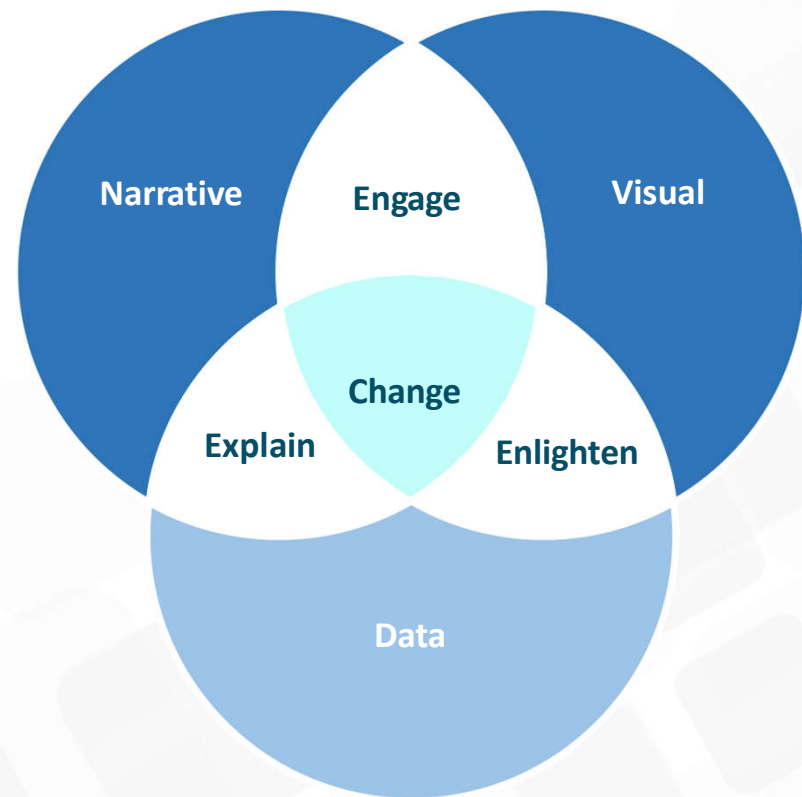 Narrative
Engage
Visual
Change
Explain
Enlighten
Data